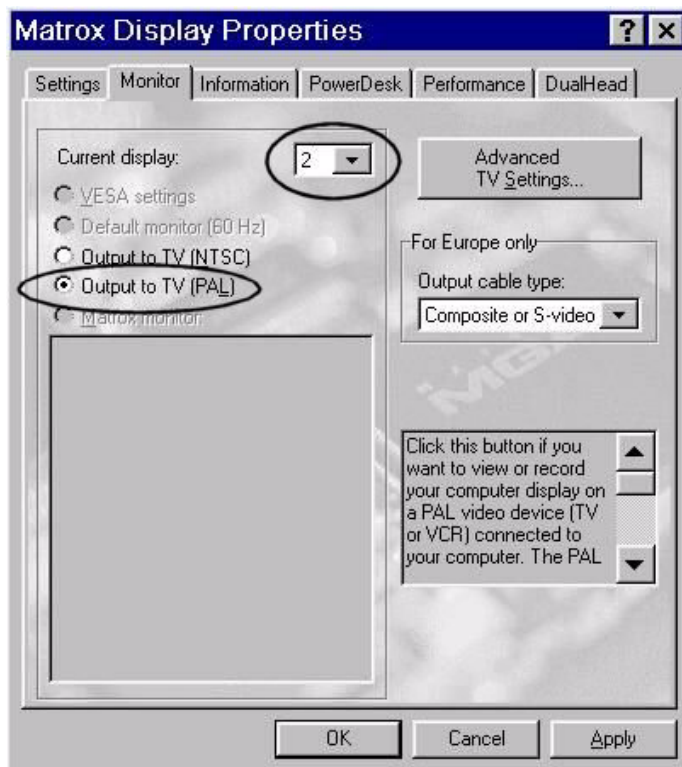 Matrox Display Properties
Settings Monitor Information PowerDesk Performance DualHead
Current display: 2
VESA settings
Default monitor (60 Hz)
Output to TV (NTSC)
Output to TV (PAL)
Matrox monitor:
Advanced
TV Settings...
For Europe only
Output cable type:
Composite or S-video
MGA
Click this button if you
want to view or record
your computer display on
a PAL video device (TV
or VCR) connected to
your computer. The PAL
OK Cancel Apply